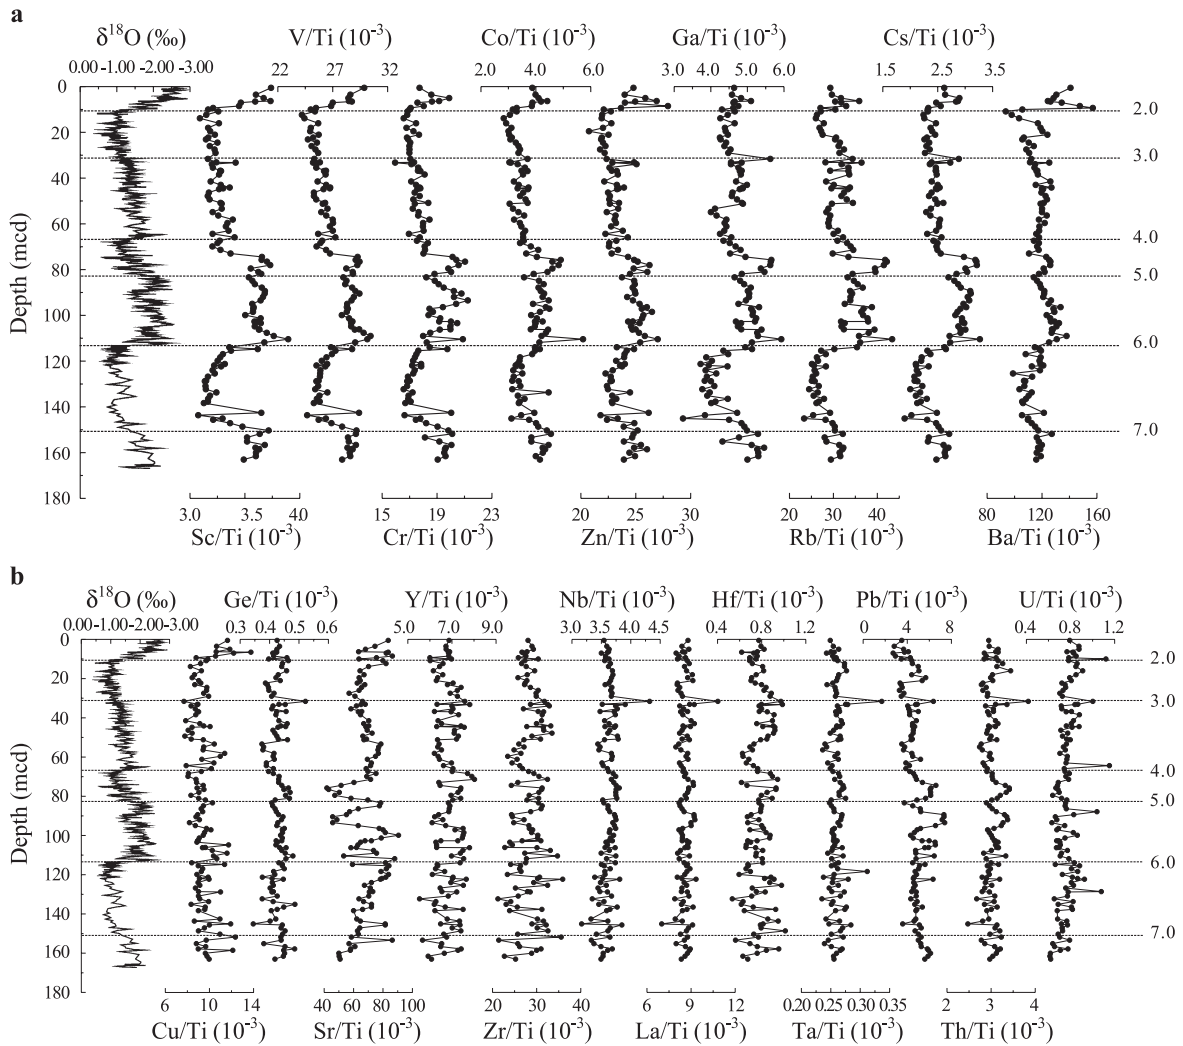 a
δ18O (‰) V/Ti (10-3) Co/Ti (10-3) Ga/Ti (10-3) Cs/Ti (10-3)
0.00 -1.00 -2.00 -3.00 22 27 32 2.0 4.0 6.0 3.0 4.0 5.0 6.0 1.5 2.5 3.5
0
2.0
20
3.0
40
60
4.0
80
5.0
100
6.0
120
140
7.0
160
180
Depth (mcd)
3.0 3.5 4.0 15 19 23 20 25 30 20 30 40 80 120 160
Sc/Ti (10-3) Cr/Ti (10-3) Zn/Ti (10-3) Rb/Ti (10-3) Ba/Ti (10-3)
b
δ18O (‰) Ge/Ti (10-3) Y/Ti (10-3) Nb/Ti (10-3) Hf/Ti (10-3) Pb/Ti (10-3) U/Ti (10-3)
0.00 -1.00 -2.00 -3.00 0.3 0.4 0.5 0.6 5.0 7.0 9.0 3.0 3.5 4.0 4.5 0.4 0.6 0.8 1.0 1.2 0 4 8 0.4 0.8 1.2
0
2.0
20
3.0
40
60
4.0
80
5.0
100
6.0
120
140
7.0
160
180
Depth (mcd)
6 10 14 40 60 80 100 20 30 40 6 9 12 0.20 0.25 0.30 0.35 2 3 4
Cu/Ti (10-3) Sr/Ti (10-3) Zr/Ti (10-3) La/Ti (10-3) Ta/Ti (10-3) Th/Ti (10-3)